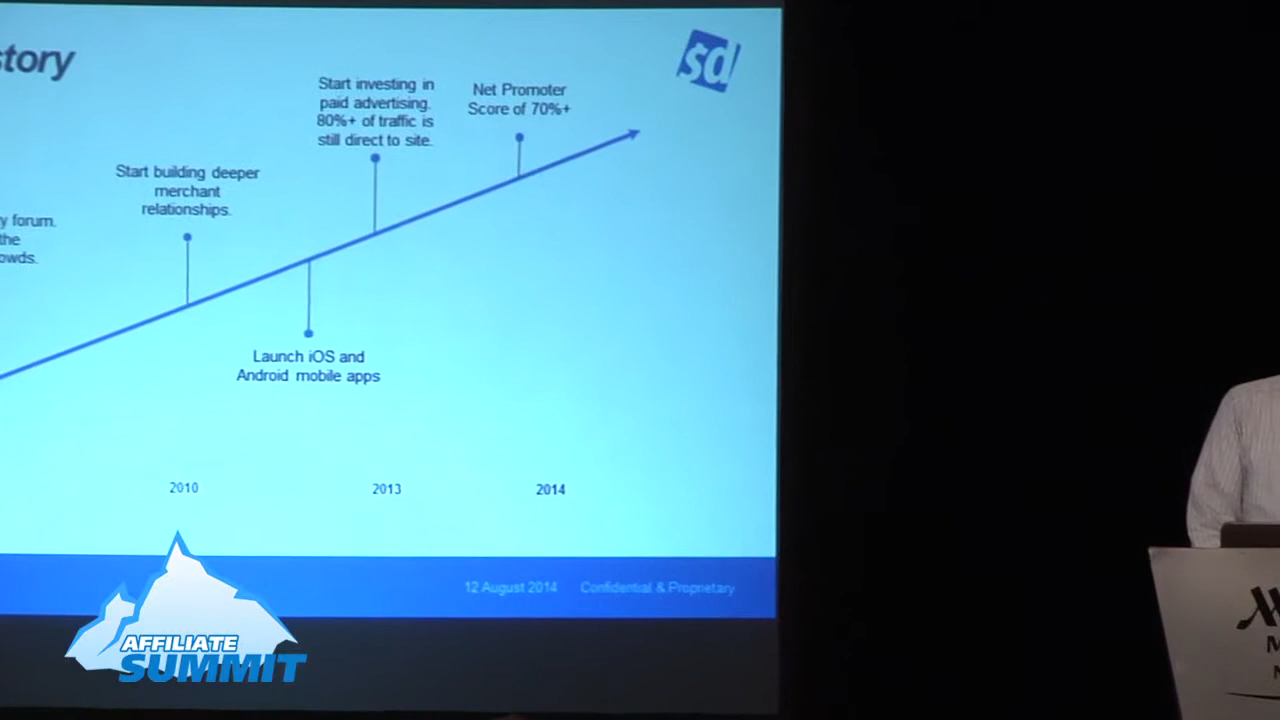 story
sd
Start investing in
paid advertising.
80%+ of traffic is
still direct to site.
Net Promoter
Score of 70%+
Start building deeper
merchant
relationships.
y forum.
the
owds.
Launch iOS and
Android mobile apps
2010
2013
2014
12 August 2014 Confidential & Proprietary
AFFILIATE
SUMMIT